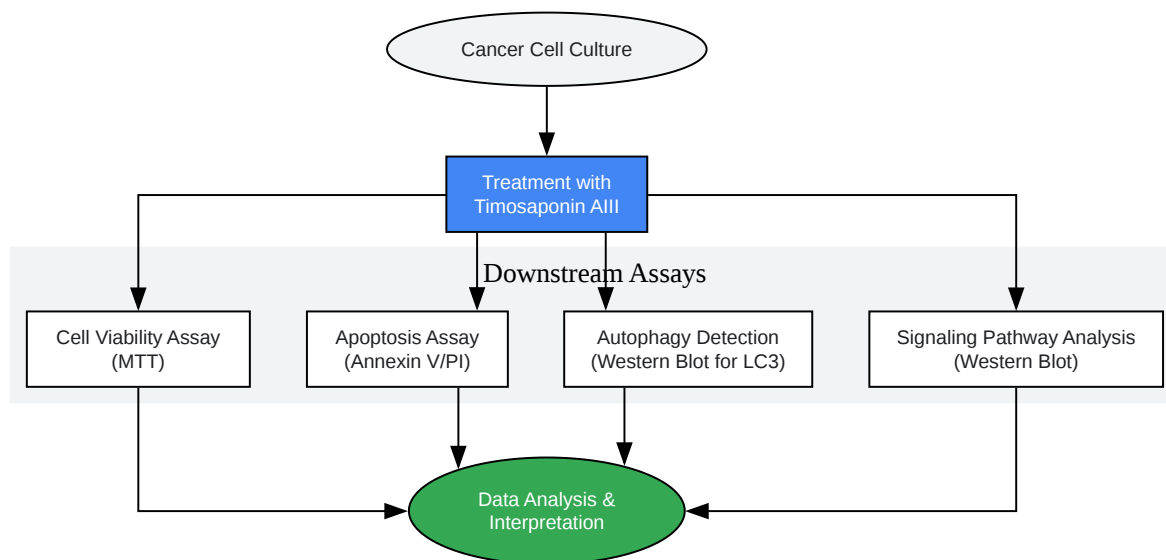 Cancer Cell Culture
Treatment with
Timosaponin AIII
Downstream Assays
Cell Viability Assay
(MTT)
Apoptosis Assay
(Annexin V/PI)
Autophagy Detection
(Western Blot for LC3)
Signaling Pathway Analysis
(Western Blot)
Data Analysis &
Interpretation